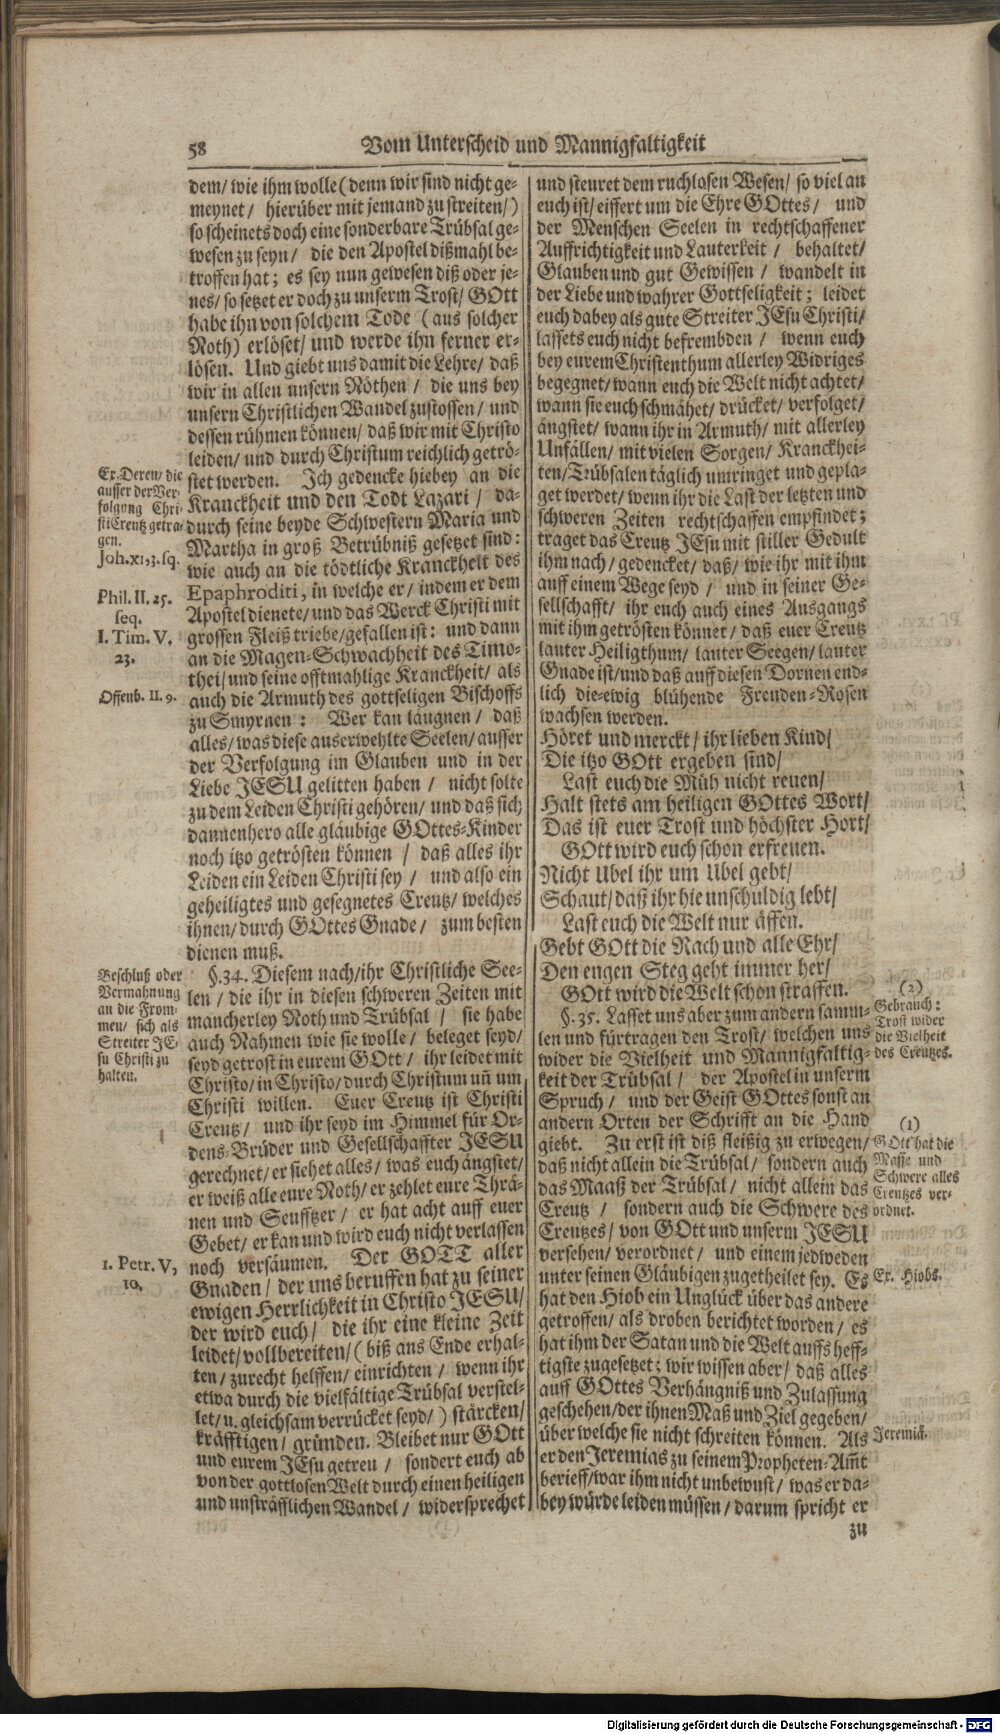 58
Vom Unterscheid und Mannigfaltigkeit
dem/ wie ihm wolle (denn wir sind nicht ge-
meynet/ hierüber mit jemand zu streiten/)
so scheinets doch eine sonderbare Trübsal ge-
wesen zu seyn/ die den Apostel dißmahl be-
troffen hat; es sey nun gewesen diß oder je-
nes/ so setzet er doch zu unserm Trost/ GOtt
habe ihn von solchem Tode (aus solcher
Noth) erlöset/ und werde ihn ferner er-
lösen. Und giebt uns damit die Lehre/ daß
wir in allen unsern Nöthen/ die uns bey
unsern Christlichen Wandel zustossen/ und
dessen rühmen können/ daß wir mit Christo
leiden/ und durch Christum reichlich getrö-
stet werden. Ich gedencke hiebey an die
Kranckheit und den Todt Lazari/ da-
durch seine beyde Schwestern Maria und
Martha in groß Betrübniß gesetzet sind:
wie auch an die tödtliche Kranckheit des
Epaphroditi, in welche er/ indem er dem
Apostel dienete/ und das Werck Christi mit
grossen Fleiß triebe/ gefallen ist: und dann
an die Magen-Schwachheit des Timo-
thei/ und seine offtmahlige Kranckheit/ als
auch die Armuth des gottseligen Bischoffs
zu Smyrnen: Wer kan läugnen/ daß
alles/ was diese auserwehlte Seelen/ ausser
der Verfolgung im Glauben und in der
Liebe JESU gelitten haben/ nicht solte
zu dem Leiden Christi gehören/ und daß sich
dannenhero alle gläubige GOttes-Kinder
noch itzo getrösten können/ daß alles ihr
Leiden ein Leiden Christi sey/ und also ein
geheiligtes und gesegnetes Creutz/ welches
ihnen/ durch GOttes Gnade/ zum besten
dienen muß.
§. 34. Diesem nach/ ihr Christliche See-
len/ die ihr in diesen schweren Zeiten mit
mancherley Noth und Trübsal/ sie habe
auch Nahmen wie sie wolle/ beleget seyd/
seyd getrost in eurem GOtt/ ihr leidet mit
Christo/ in Christo/ durch Christum uñ um
Christi willen. Euer Creutz ist Christi
Creutz/ und ihr seyd im Himmel für Or-
dens-Brüder und Gesellschaffter JESU
gerechnet/ er siehet alles/ was euch ängstet/
er weiß alle eure Noth/ er zehlet eure Thrä-
nen und Seufftzer/ er hat acht auff euer
Gebet/ er kan und wird euch nicht verlassen
noch versäumen. Der GOTT aller
Gnaden/ der uns beruffen hat zu seiner
ewigen Herrlichkeit in Christo JESU/
der wird euch/ die ihr eine kleine Zeit
leidet/ vollbereiten/ (biß ans Ende erhal-
ten/ zurecht helffen/ einrichten/ wenn ihr
etwa durch die vielfältige Trübsal verstel-
let/ u. gleichsam verrücket seyd/) stärcken/
kräfftigen/ gründen. Bleibet nur GOtt
und eurem JEsu getreu/ sondert euch ab
von der gottlosen Welt durch einen heiligen
und unsträfflichen Wandel/ widersprechet
Ex. Deren/ die
ausser der Ver-
folgung Chri-
sti Creutz getra-
gen.
Joh. XI, 3. sq.
Phil. II. 25.
seq.
I. Tim. V.
23.
Offenb. II. 9.
Beschluß oder
Vermahnung
an die From-
men/ sich als
Streiter JE-
su Christi zu
halten.
1. Petr. V,
10.
und steuret dem ruchlosen Wesen/ so viel an
euch ist/ eiffert um die Ehre GOttes/ und
der Menschen Seelen in rechtschaffener
Auffrichtigkeit und Lauterkeit/ behaltet/
Glauben und gut Gewissen/ wandelt in
der Liebe und wahrer Gottseligkeit; leidet
euch dabey als gute Streiter JEsu Christi/
lassets euch nicht befrembden/ wenn euch
bey eurem Christenthum allerley Widriges
begegnet/ wann euch die Welt nicht achtet/
wann sie euch schmähet/ drücket/ verfolget/
ängstet/ wann ihr in Armuth/ mit allerley
Unfällen/ mit vielen Sorgen/ Kranckhei-
ten/ Trübsalen täglich umringet und gepla-
get werdet/ wenn ihr die Last der letzten und
schweren Zeiten rechtschaffen empfindet;
traget das Creutz JEsu mit stiller Gedult
ihm nach/ gedencket/ daß/ wie ihr mit ihm
auff einem Wege seyd/ und in seiner Ge-
sellschafft/ ihr euch auch eines Ausgangs
mit ihm getrösten könnet/ daß euer Creutz
lauter Heiligthum/ lauter Seegen/ lauter
Gnade ist/ und daß auff diesen Dornen end-
lich die ewig blühende Freuden-Rosen
wachsen werden.
Höret und merckt/ ihr lieben Kind/
Die itzo GOtt ergeben sind/
Last euch die Müh nicht reuen/
Halt stets am heiligen GOttes Wort/
Das ist euer Trost und höchster Hort/
GOtt wird euch schon erfreuen.
Nicht Ubel ihr um Ubel gebt/
Schaut/ daß ihr hie unschuldig lebt/
Last euch die Welt nur äffen.
Gebt GOtt die Rach und alle Ehr/
Den engen Steg geht immer her/
GOtt wird die Welt schon straffen.
§. 35. Lasset uns aber zum andern samm-
len und fürtragen den Trost/ welchen uns
wider die Vielheit und Mannigfaltig-
keit der Trübsal/ der Apostel in unserm
Spruch/ und der Geist GOttes sonst an
andern Orten der Schrifft an die Hand
giebt. Zu erst ist diß fleißig zu erwegen/
daß nicht allein die Trübsal/ sondern auch
das Maaß der Trübsal/ nicht allein das
Creutz/ sondern auch die Schwere des
Creutzes/ von GOtt und unserm JESU
versehen/ verordnet/ und einem jedweden
unter seinen Gläubigen zugetheilet sey. Es
hat den Hiob ein Unglück über das andere
getroffen/ als droben berichtet worden/ es
hat ihm der Satan und die Welt auffs heff-
tigste zugesetzet: wir wissen aber/ daß alles
auff GOttes Verhängniß und Zulassung
geschehen/ der ihnen Maß und Ziel gegeben/
über welche sie nicht schreiten können. Als
er den Jeremias zu seinem Propheten-Am̃t
berieff/ war ihm nicht unbewust/ was er da-
bey würde leiden müssen/ darum spricht er
zu
(2)
Gebrauch:
Trost wider
die Vielheit
des Creutzes.
(1)
GOtt hat die
Masse und
Schwere alles
Creutzes ver-
ordnet.
Ex. Hiobs.
Jeremiä.
Digitalisierung gefördert durch die Deutsche Forschungsgemeinschaft - DFG